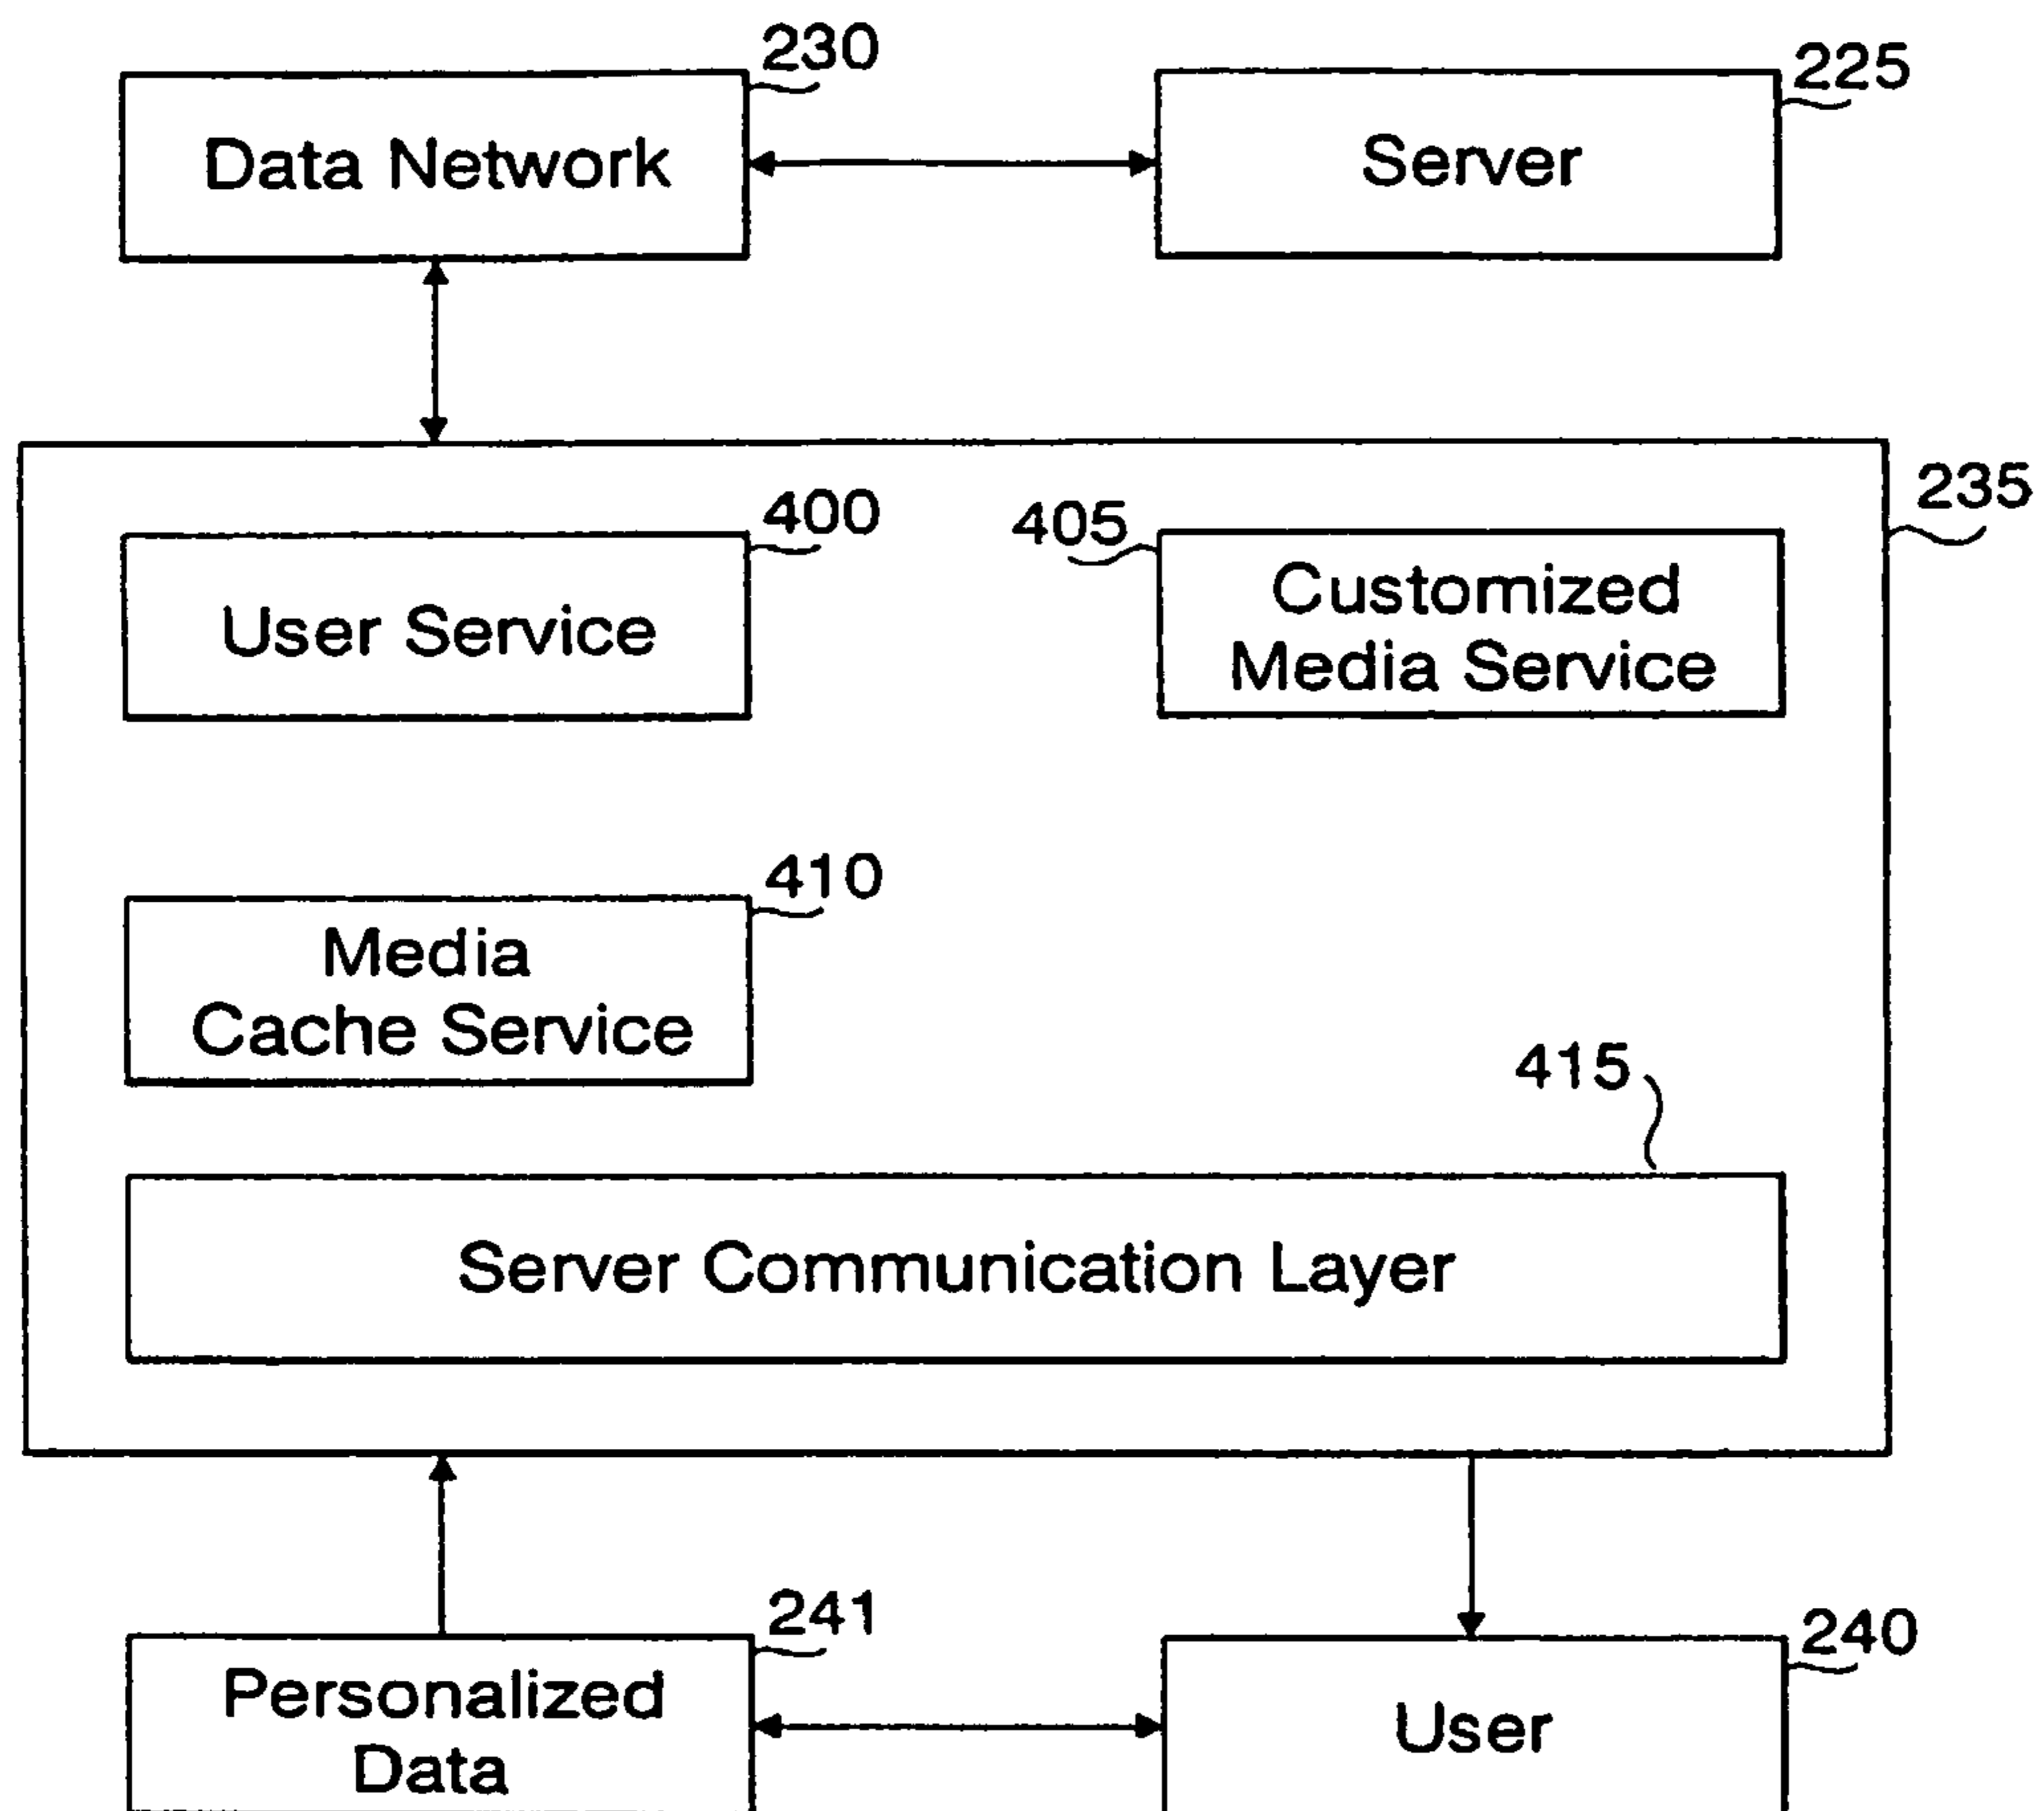 230
225
Data Network
Server
235
400
405
User Service
Customized
Media Service
410
Media
Cache Service
415
Server Communication Layer
241
240
Personalized
Data
User